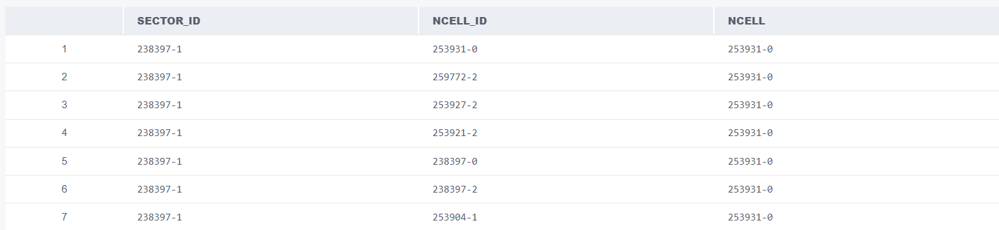 SECTOR_ID NCELL_ID NCELL
1 238397-1 253931-0 253931-0
2 238397-1 259772-2 253931-0
3 238397-1 253927-2 253931-0
4 238397-1 253921-2 253931-0
5 238397-1 238397-0 253931-0
6 238397-1 238397-2 253931-0
7 238397-1 253904-1 253931-0